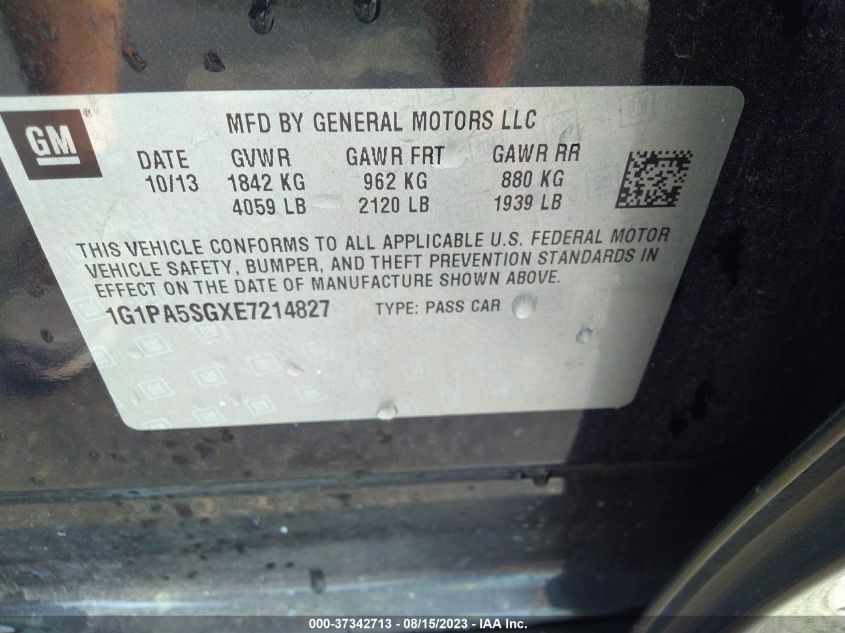 GM ®
MFD BY GENERAL MOTORS LLC
DATE GVWR GAWR FRT GAWR RR
10/13 1842 KG 962 KG 880 KG
4059 LB 2120 LB 1939 LB
THIS VEHICLE CONFORMS TO ALL APPLICABLE U.S. FEDERAL MOTOR
VEHICLE SAFETY, BUMPER, AND THEFT PREVENTION STANDARDS IN
EFFECT ON THE DATE OF MANUFACTURE SHOWN ABOVE.
1G1PA5SGXE7214827 TYPE: PASS CAR
000-37342713 - 08/15/2023 - IAA Inc.